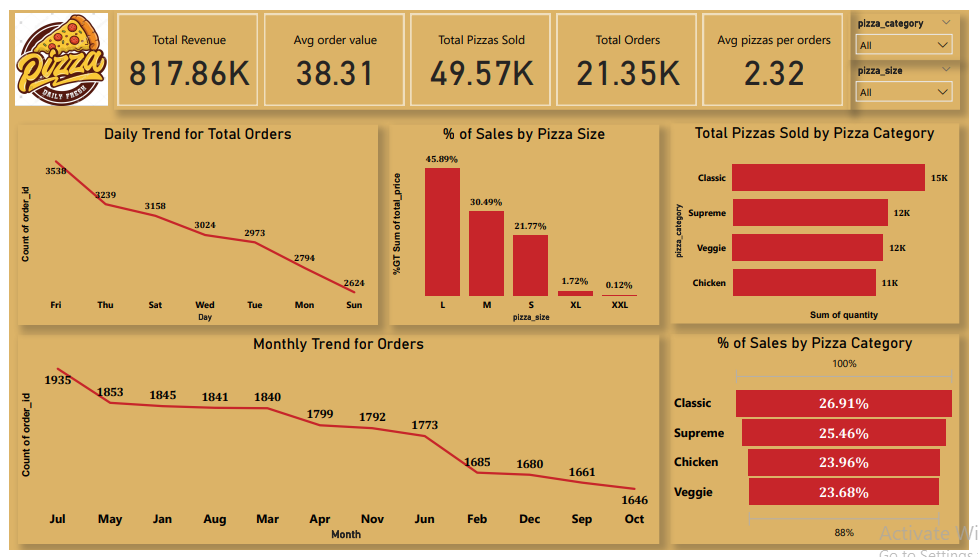 Pizza
DAILY FRESH
Total Revenue
817.86K
Avg order value
38.31
Total Pizzas Sold
49.57K
Total Orders
21.35K
Avg pizzas per orders
2.32
pizza_category
All
pizza_size
All
Daily Trend for Total Orders
Count of order_id
3538
3239
3158
3024
2973
2794
2624
Fri Thu Sat Wed Tue Mon Sun
Day
% of Sales by Pizza Size
%GT Sum of total_price
45.89%
30.49%
21.77%
1.72%
0.12%
L M S XL XXL
pizza_size
Total Pizzas Sold by Pizza Category
pizza_category
Classic 15K
Supreme 12K
Veggie 12K
Chicken 11K
Sum of quantity
Monthly Trend for Orders
Count of order_id
1935
1853
1845
1841
1840
1799
1792
1773
1685
1680
1661
1646
Jul May Jan Aug Mar Apr Nov Jun Feb Dec Sep Oct
Month
% of Sales by Pizza Category
100%
Classic 26.91%
Supreme 25.46%
Chicken 23.96%
Veggie 23.68%
88%
Activate Wi
Go to Settings